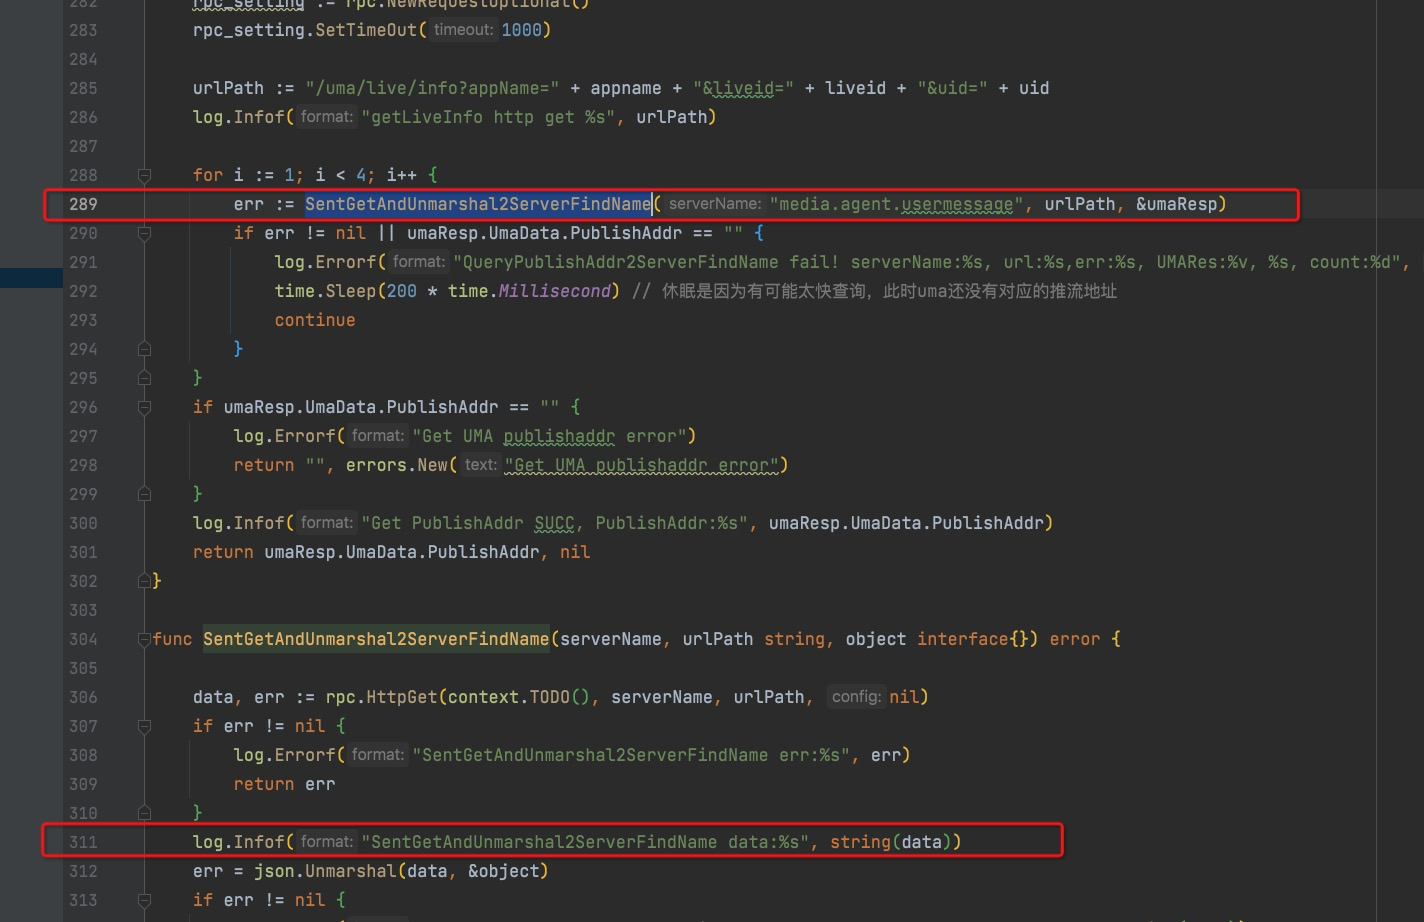 282 rpc_setting := rpc.NewRequestOptional()
283 rpc_setting.SetTimeOut( timeout: 1000)
284
285 urlPath := "/uma/live/info?appName=" + appname + "&liveid=" + liveid + "&uid=" + uid
286 log.Infof( format: "getLiveInfo http get %s", urlPath)
287
288 for i := 1; i < 4; i++ {
289 err := SentGetAndUnmarshal2ServerFindName( serverName: "media.agent.usermessage", urlPath, &umaResp)
290 if err != nil || umaResp.UmaData.PublishAddr == "" {
291 log.Errorf( format: "QueryPublishAddr2ServerFindName fail! serverName:%s, url:%s,err:%s, UMARes:%v, %s, count:%d",
292 time.Sleep(200 * time.Millisecond) // 休眠是因为有可能太快查询，此时uma还没有对应的推流地址
293 continue
294 }
295 }
296 if umaResp.UmaData.PublishAddr == "" {
297 log.Errorf( format: "Get UMA publishaddr error")
298 return "", errors.New( text: "Get UMA publishaddr error")
299 }
300 log.Infof( format: "Get PublishAddr SUCC, PublishAddr:%s", umaResp.UmaData.PublishAddr)
301 return umaResp.UmaData.PublishAddr, nil
302 }
303
304 func SentGetAndUnmarshal2ServerFindName(serverName, urlPath string, object interface{}) error {
305
306 data, err := rpc.HttpGet(context.TODO(), serverName, urlPath, config: nil)
307 if err != nil {
308 log.Errorf( format: "SentGetAndUnmarshal2ServerFindName err:%s", err)
309 return err
310 }
311 log.Infof( format: "SentGetAndUnmarshal2ServerFindName data:%s", string(data))
312 err = json.Unmarshal(data, &object)
313 if err != nil {